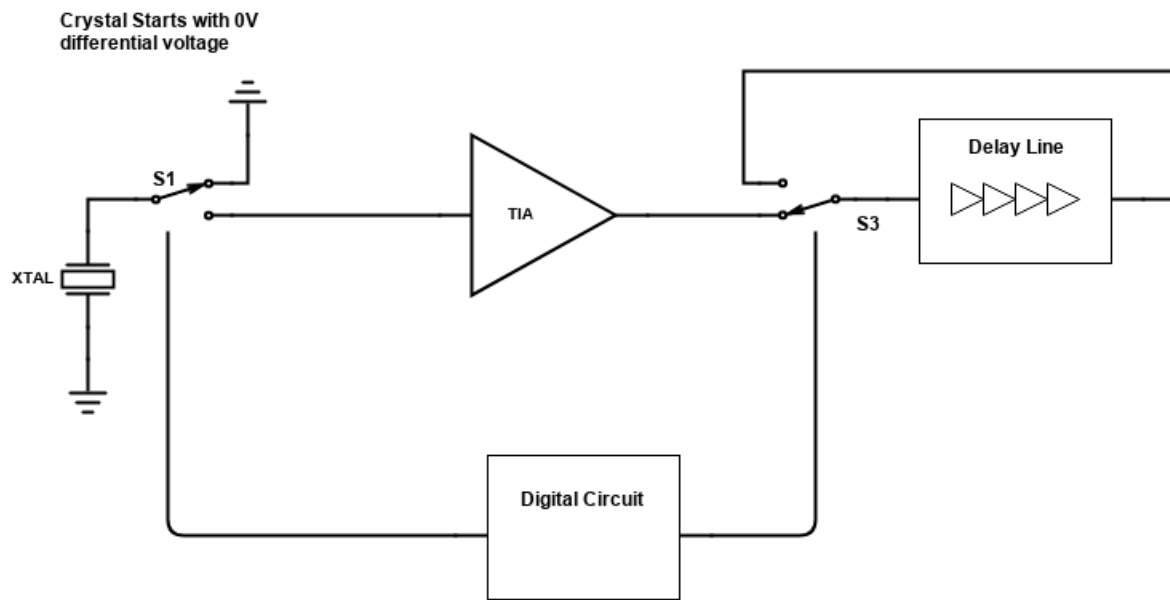 Crystal Starts with 0V
differential voltage
S1
TIA
Delay Line
S3
XTAL
Digital Circuit